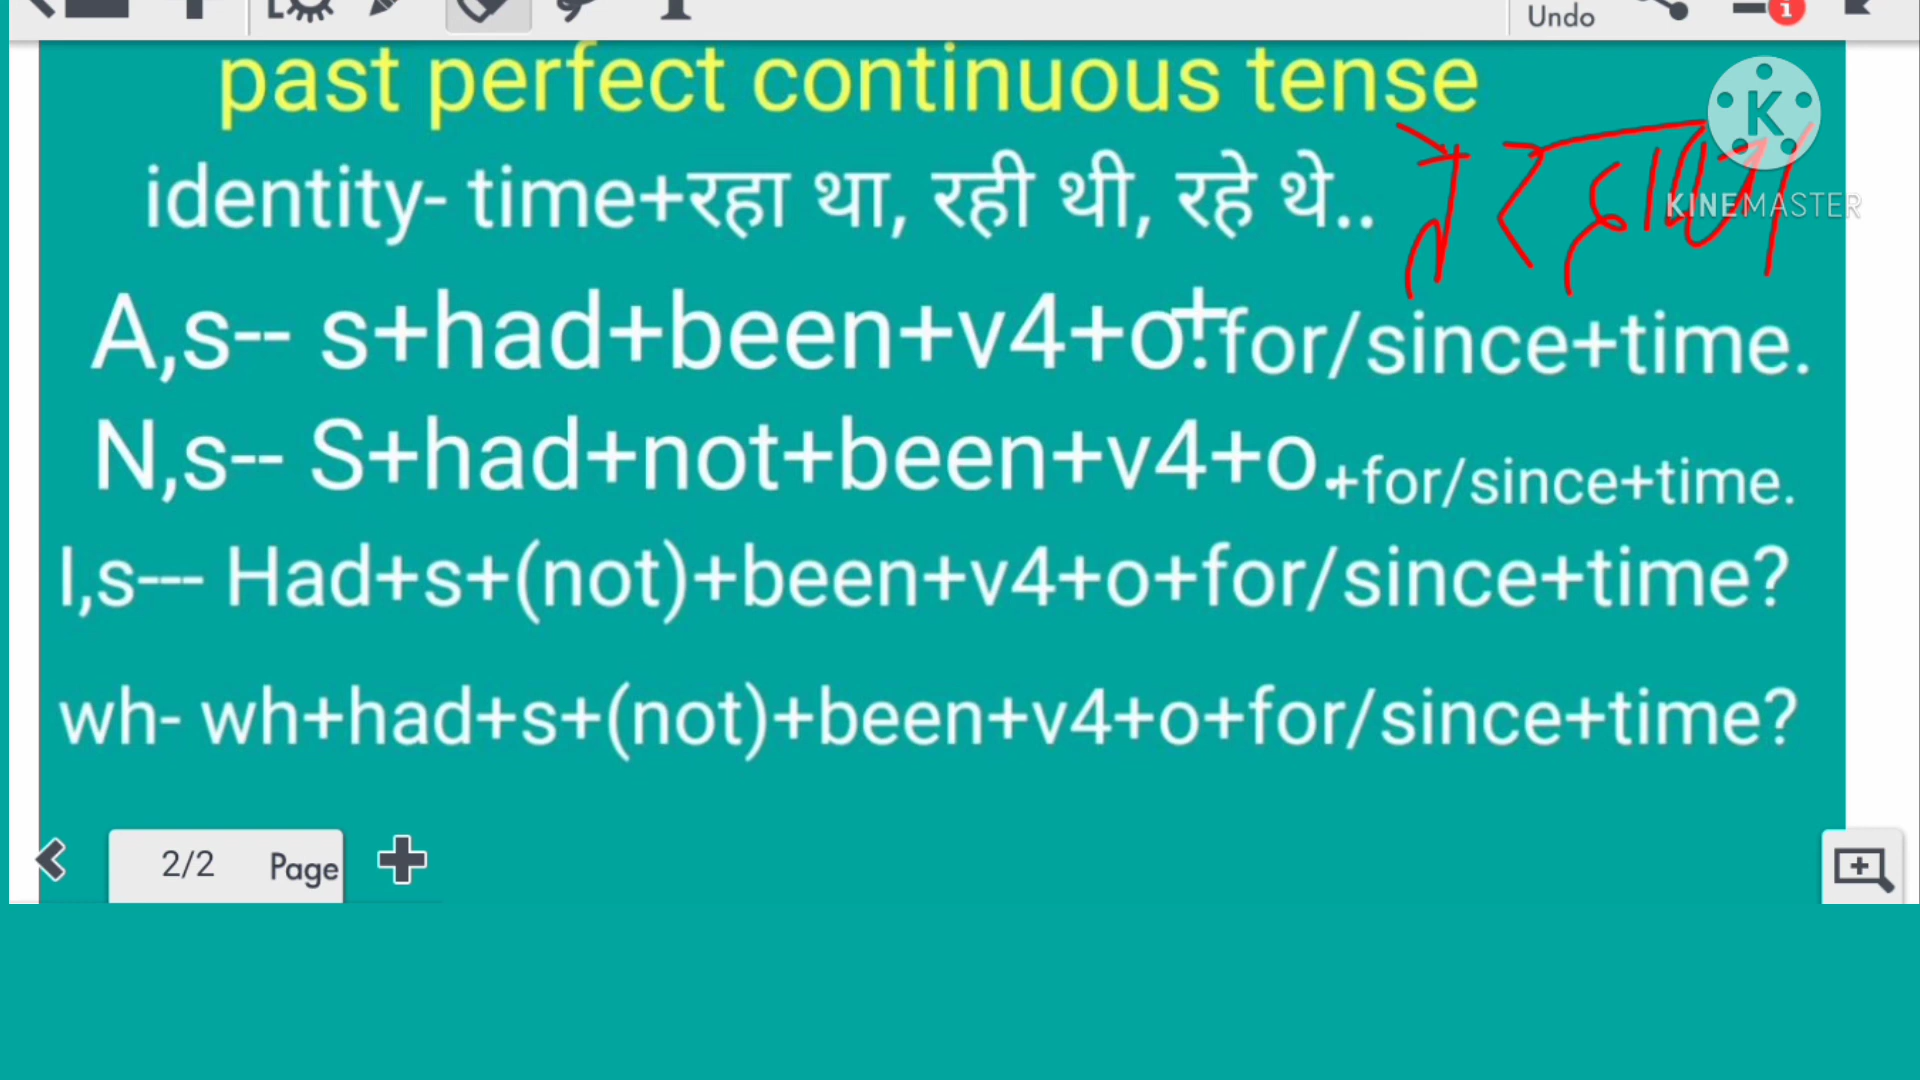 Undo
past perfect continuous tense
identity- time+रहा था, रही थी, रहे थे..
K
KINEMASTER
A,s-- s+had+been+v4+o.+for/since+time.
N,s-- S+had+not+been+v4+o.+for/since+time.
I,s--- Had+s+(not)+been+v4+o+for/since+time?
wh- wh+had+s+(not)+been+v4+o+for/since+time?
2/2 Page